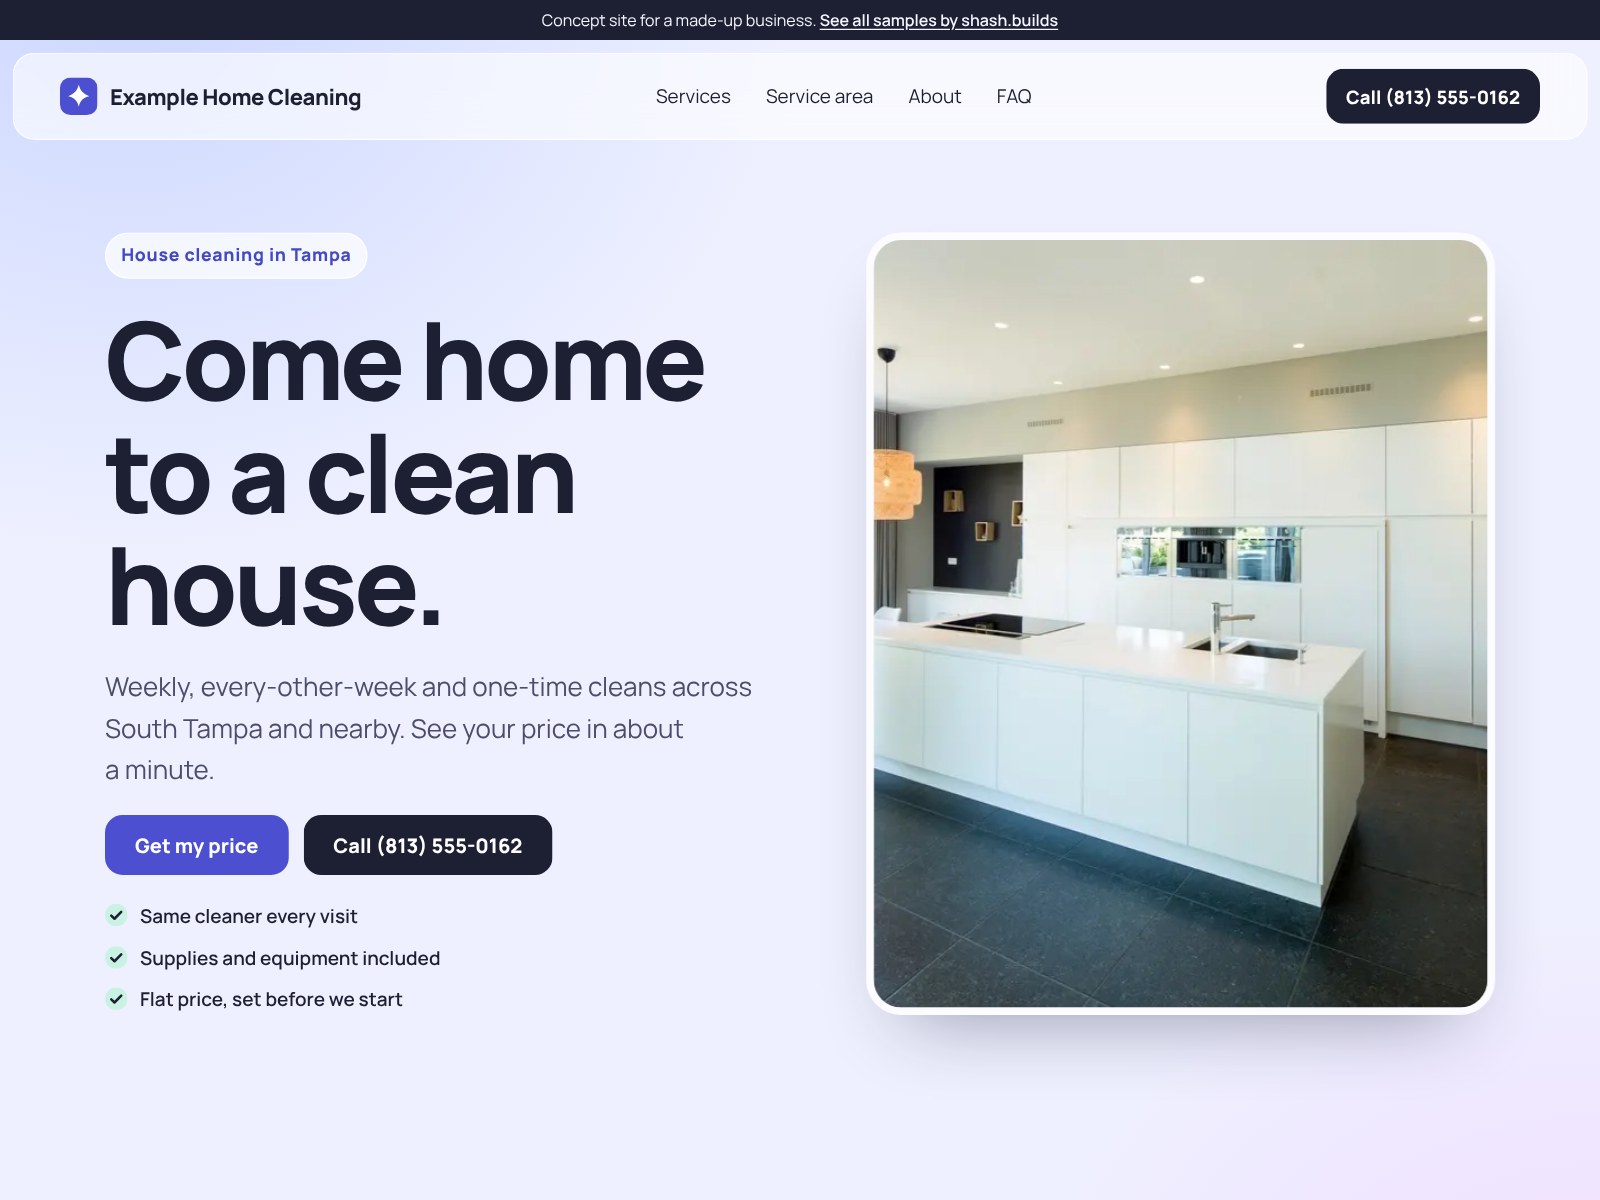 Concept site for a made-up business. See all samples by shash.builds
Example Home Cleaning
Services
Service area
About
FAQ
Call (813) 555-0162
House cleaning in Tampa
Come home
to a clean
house.
Weekly, every-other-week and one-time cleans across
South Tampa and nearby. See your price in about
a minute.
Get my price
Call (813) 555-0162
Same cleaner every visit
Supplies and equipment included
Flat price, set before we start